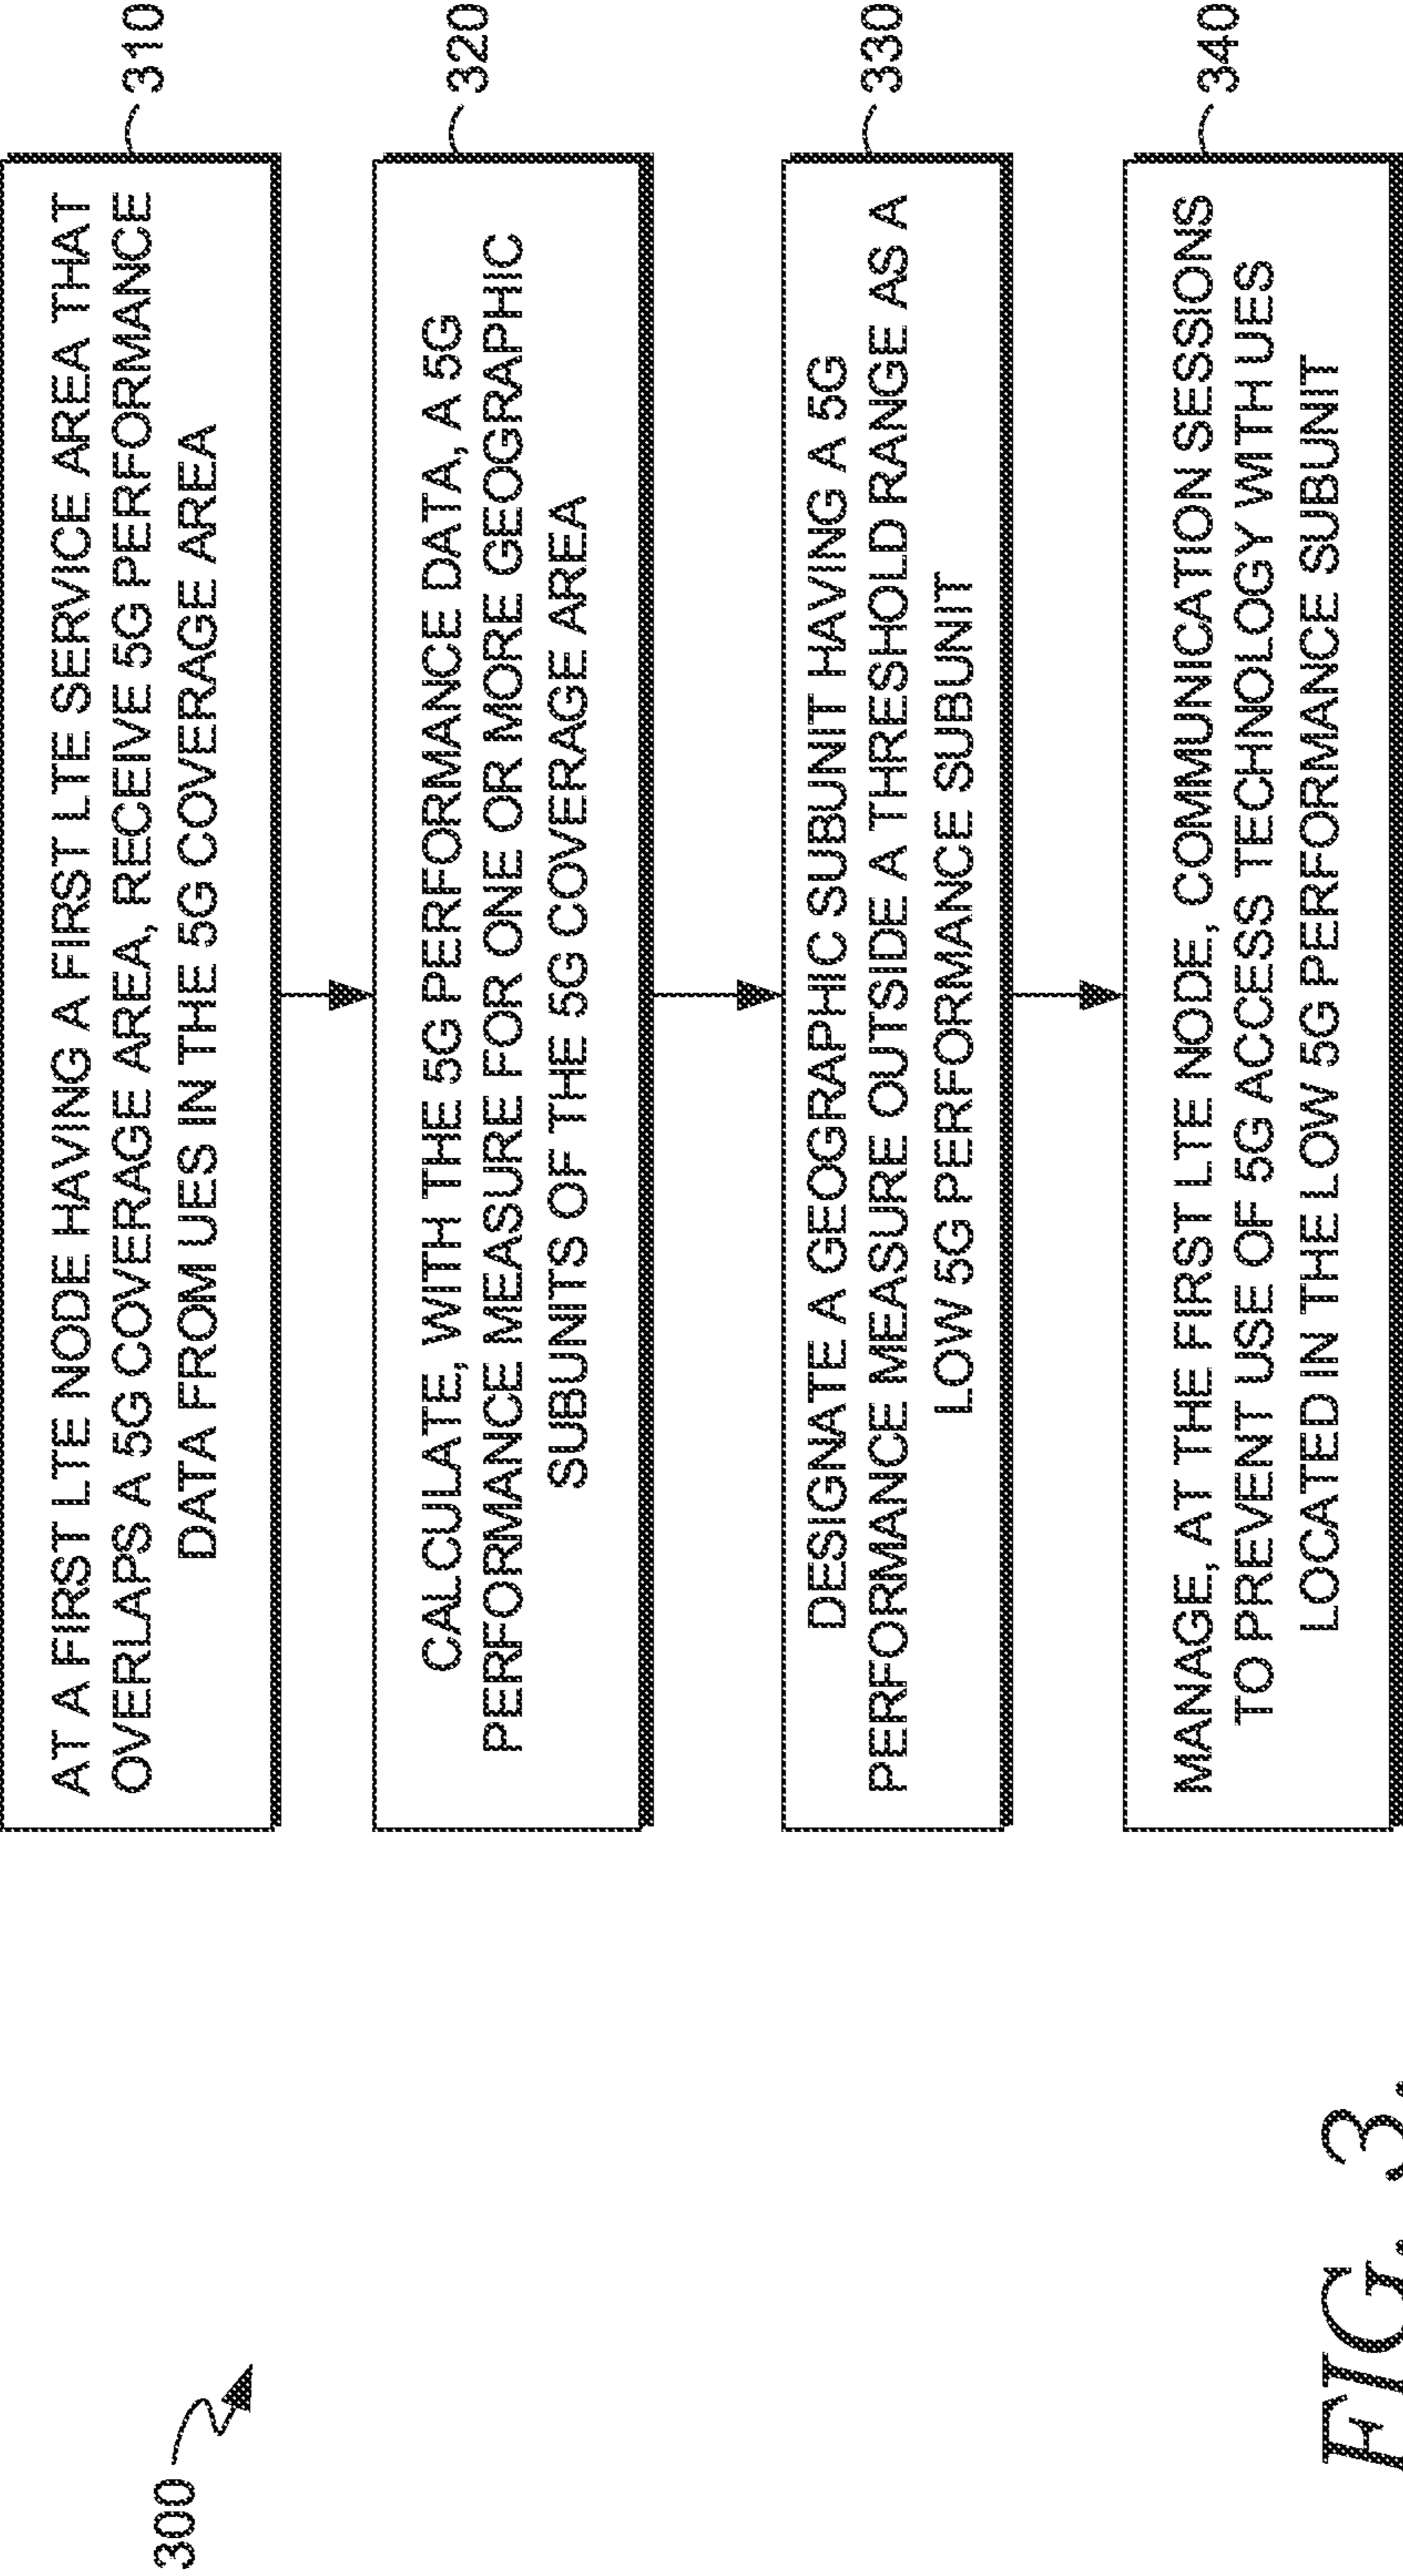 300
AT A FIRST LTE NODE HAVING A FIRST LTE SERVICE AREA THAT
OVERLAPS A 5G COVERAGE AREA, RECEIVE 5G PERFORMANCE
DATA FROM UES IN THE 5G COVERAGE AREA
310
CALCULATE, WITH THE 5G PERFORMANCE DATA, A 5G
PERFORMANCE MEASURE FOR ONE OR MORE GEOGRAPHIC
SUBUNITS OF THE 5G COVERAGE AREA
320
DESIGNATE A GEOGRAPHIC SUBUNIT HAVING A 5G
PERFORMANCE MEASURE OUTSIDE A THRESHOLD RANGE AS A
LOW 5G PERFORMANCE SUBUNIT
330
MANAGE, AT THE FIRST LTE NODE, COMMUNICATION SESSIONS
TO PREVENT USE OF 5G ACCESS TECHNOLOGY WITH UES
LOCATED IN THE LOW 5G PERFORMANCE SUBUNIT
340
FIG. 3.